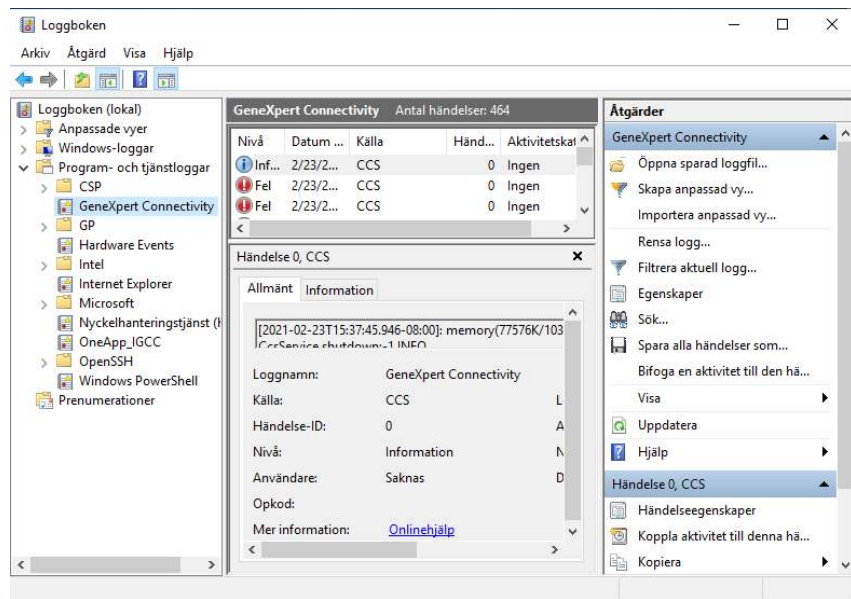 Loggboken
Arkiv Åtgärd Visa Hjälp
Loggboken (lokal)
Anpassade vyer
Windows-loggar
Program- och tjänstloggar
CSP
GeneXpert Connectivity
GP
Hardware Events
Intel
Internet Explorer
Microsoft
Nyckelhanteringstjänst (H
OneApp_IGCC
OpenSSH
Windows PowerShell
Prenumerationer
GeneXpert Connectivity Antal händelser: 464
Nivå Datum ... Källa Händ... Aktivitetskat
Inf... 2/23/2... CCS 0 Ingen
Fel 2/23/2... CCS 0 Ingen
Fel 2/23/2... CCS 0 Ingen
Händelse 0, CCS
Allmänt Information
[2021-02-23T15:37:45.946-08:00]: memory(77576K/103
CcrService shutdown:-1 INFO
Loggnamn: GeneXpert Connectivity
Källa: CCS L
Händelse-ID: 0 A
Nivå: Information N
Användare: Saknas D
Opkod:
Mer information: Onlinehjälp
Åtgärder
GeneXpert Connectivity
Öppna sparad loggfil...
Skapa anpassad vy...
Importera anpassad vy...
Rensa logg...
Filtrera aktuell logg...
Egenskaper
Sök...
Spara alla händelser som...
Bifoga en aktivitet till den hä...
Visa
Uppdatera
Hjälp
Händelse 0, CCS
Händelseegenskaper
Koppla aktivitet till denna hä...
Kopiera